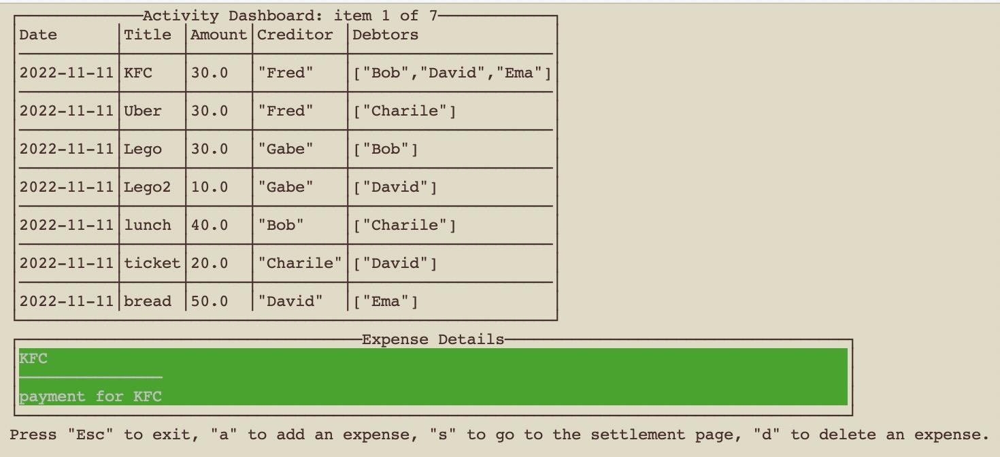 Activity Dashboard: item 1 of 7
Date Title Amount Creditor Debtors
2022-11-11 KFC 30.0 "Fred" ["Bob","David","Ema"]
2022-11-11 Uber 30.0 "Fred" ["Charile"]
2022-11-11 Lego 30.0 "Gabe" ["Bob"]
2022-11-11 Lego2 10.0 "Gabe" ["David"]
2022-11-11 lunch 40.0 "Bob" ["Charile"]
2022-11-11 ticket 20.0 "Charile" ["David"]
2022-11-11 bread 50.0 "David" ["Ema"]
Expense Details
KFC
payment for KFC
Press "Esc" to exit, "a" to add an expense, "s" to go to the settlement page, "d" to delete an expense.